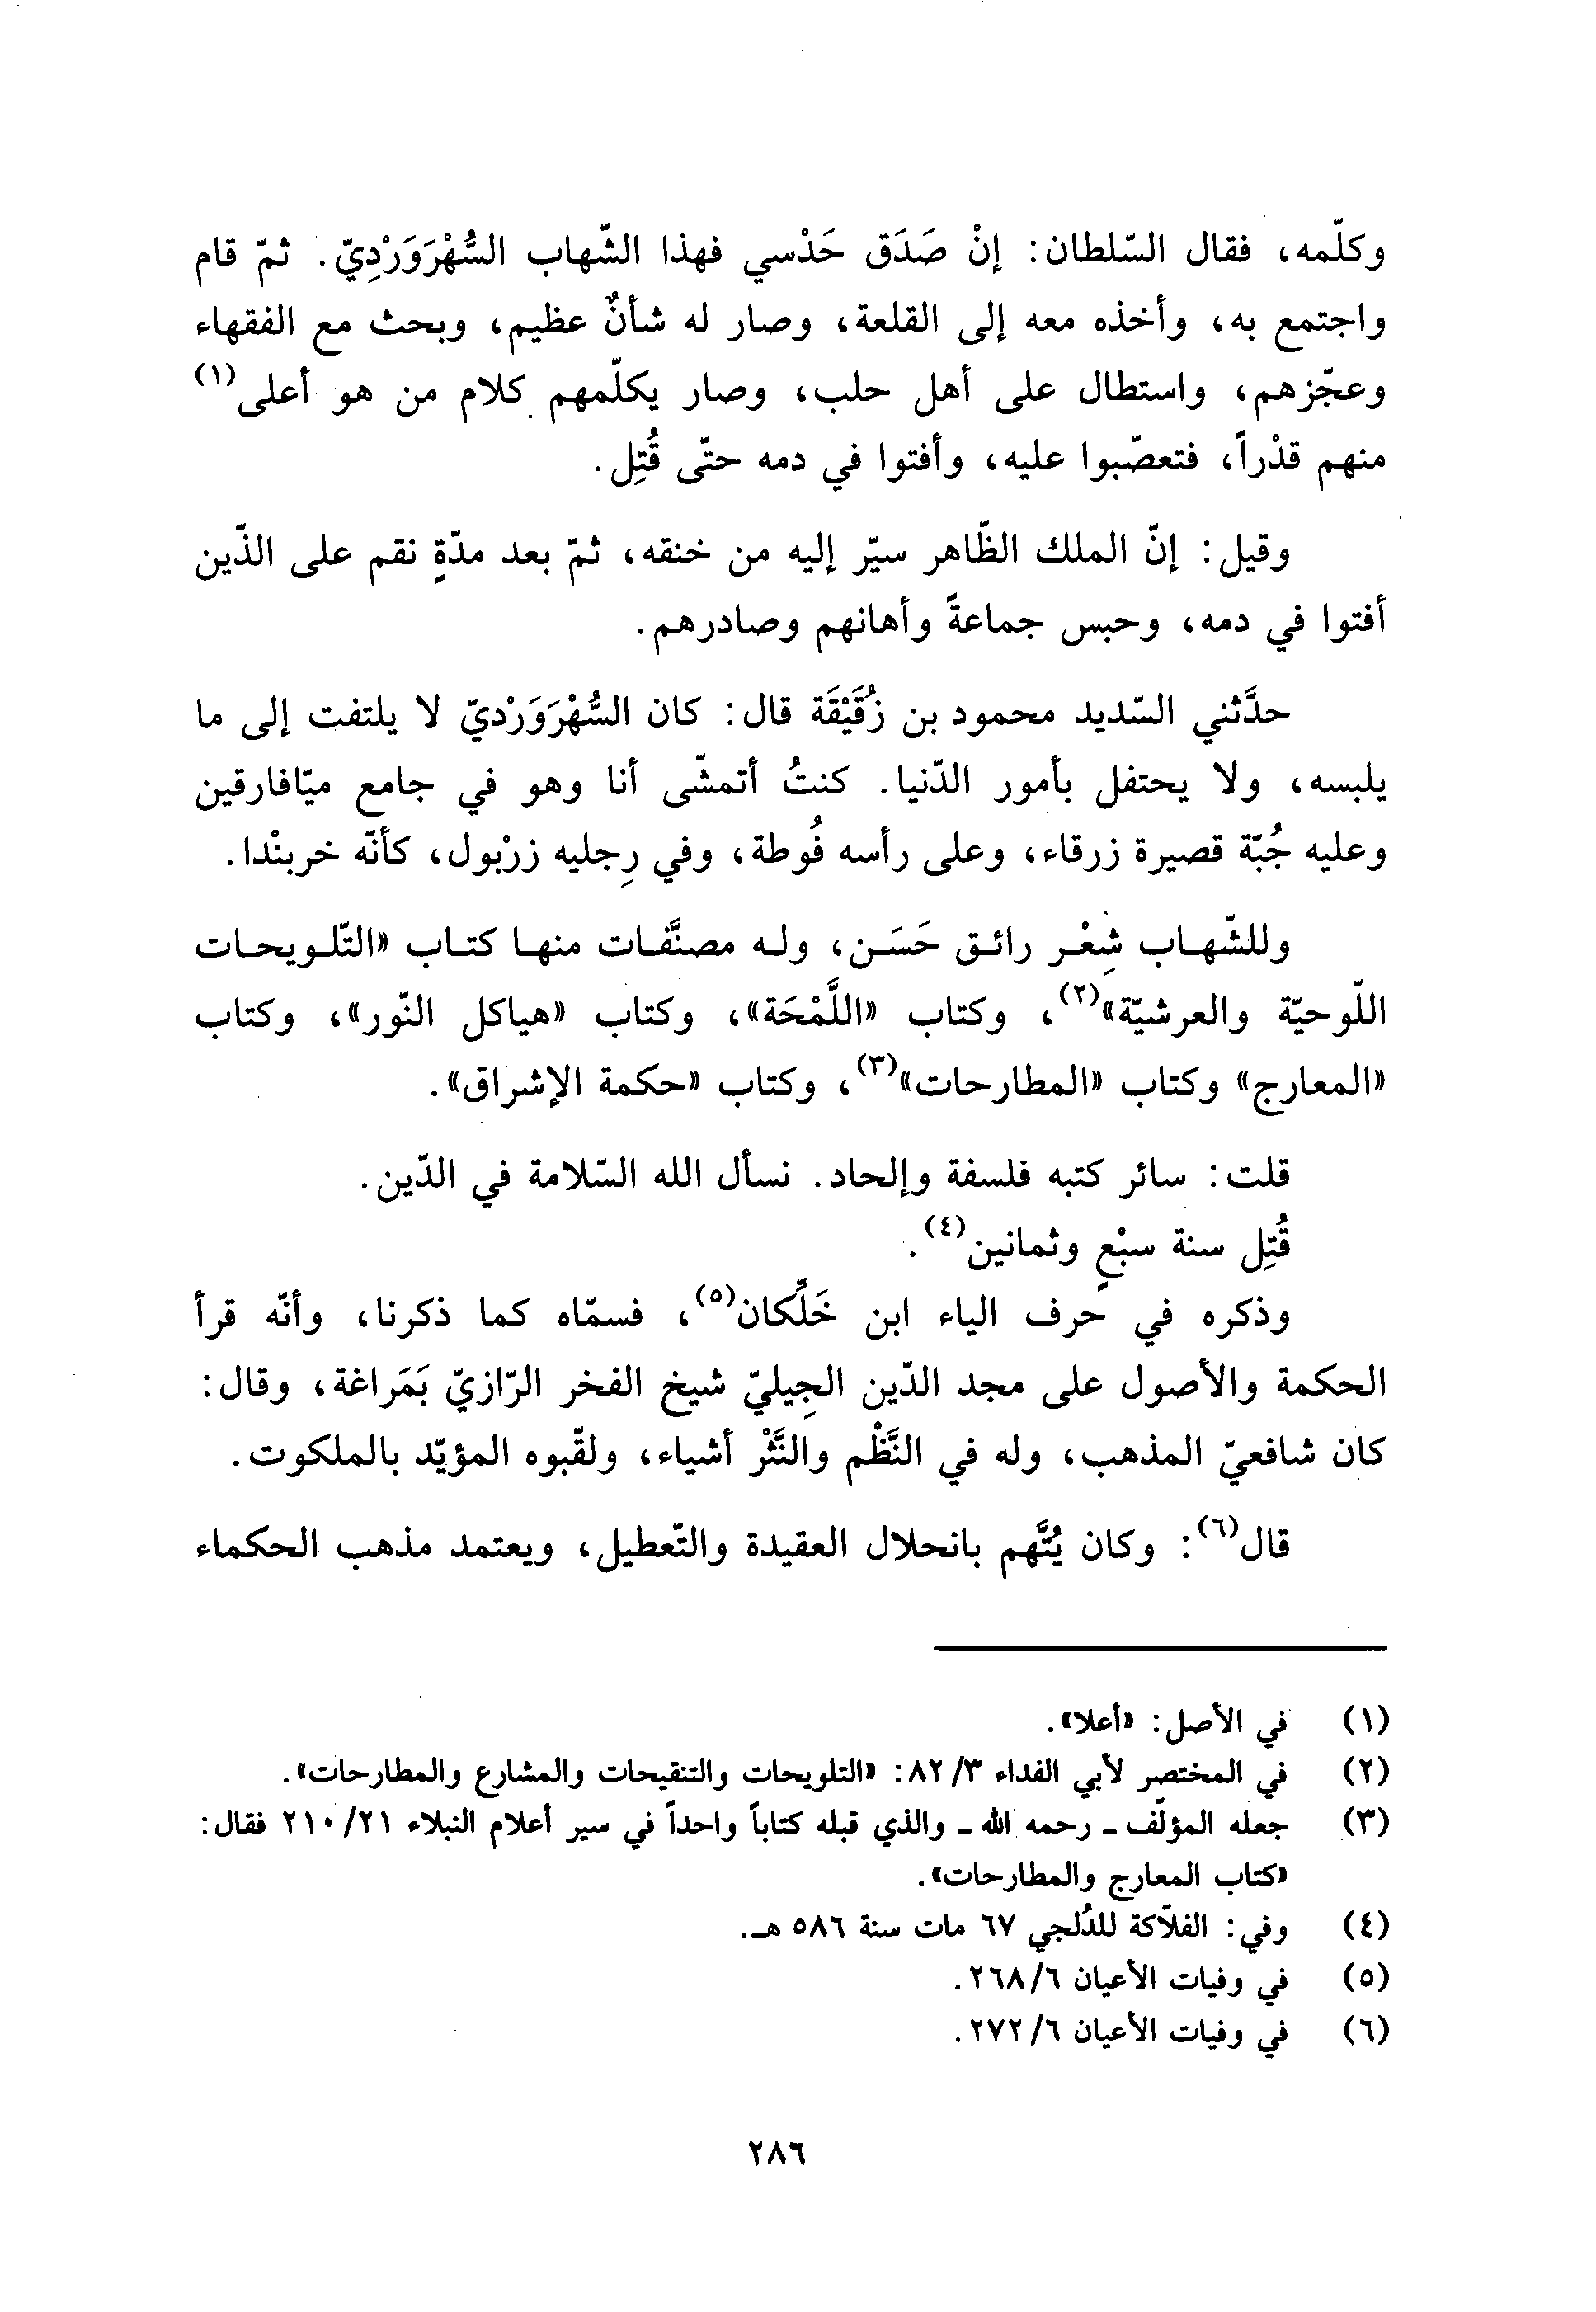 وكلّمه، فقال السّلطان: إنْ صَدَق حَدْسي فهذا الشّهاب السُّهْرَوَرْدِيّ. ثمّ قام
واجتمع به، وأخذه معه إلى القلعة، وصار له شأنٌ عظيم، وبحث مع الفقهاء
وعجّزهم، واستطال على أهل حلب، وصار يكلّمهم كلام من هو أعلى(١)
منهم قدْراً، فتعصّبوا عليه، وأفتوا في دمه حتّى قُتِل.
وقيل: إنّ الملك الظّاهر سيّر إليه من خنقه، ثمّ بعد مدّةٍ نقم على الذّين
أفتوا في دمه، وحبس جماعةً وأهانهم وصادرهم.
حدَّثني السّديد محمود بن زُقَيْقَة قال: كان السُّهْرَوَرْديّ لا يلتفت إلى ما
يلبسه، ولا يحتفل بأمور الدّنيا. كنتُ أتمشّى أنا وهو في جامع ميّافارقين
وعليه جُبّة قصيرة زرقاء، وعلى رأسه فُوطة، وفي رِجليه زرْبول، كأنّه خربنْدا.
وللشّهاب شِعْر رائق حَسَن، وله مصنَّفات منها كتاب «التّلويحات
اللّوحيّة والعرشيّة»(٢)، وكتاب «اللَّمْحَة»، وكتاب «هياكل النّور»، وكتاب
«المعارج» وكتاب «المطارحات»(٣)، وكتاب «حكمة الإشراق».
قلت: سائر كتبه فلسفة وإلحاد. نسأل الله السّلامة في الدّين.
قُتِل سنة سبْعٍ وثمانين(٤).
وذكره في حرف الياء ابن خَلِّكان(٥)، فسمّاه كما ذكرنا، وأنّه قرأ
الحكمة والأصول على مجد الدّين الجِيليّ شيخ الفخر الرّازيّ بَمَراغة، وقال:
كان شافعيّ المذهب، وله في النَّظْم والنَّثْر أشياء، ولقّبوه المؤيّد بالملكوت.
قال(٦): وكان يُتَّهم بانحلال العقيدة والتّعطيل، ويعتمد مذهب الحكماء
(١) في الأصل: «أعلا».
(٢) في المختصر لأبي الفداء ٨٢/٣: «التلويحات والتنقيحات والمشارع والمطارحات».
(٣) جعله المؤلّف ـ رحمه الله ـ والذي قبله كتاباً واحداً في سير أعلام النبلاء ٢١٠/٢١ فقال:
«كتاب المعارج والمطارحات».
(٤) وفي: الفلاّكة للدُلجي ٦٧ مات سنة ٥٨٦ هـ.
(٥) في وفيات الأعيان ٢٦٨/٦.
(٦) في وفيات الأعيان ٢٧٢/٦.
٢٨٦